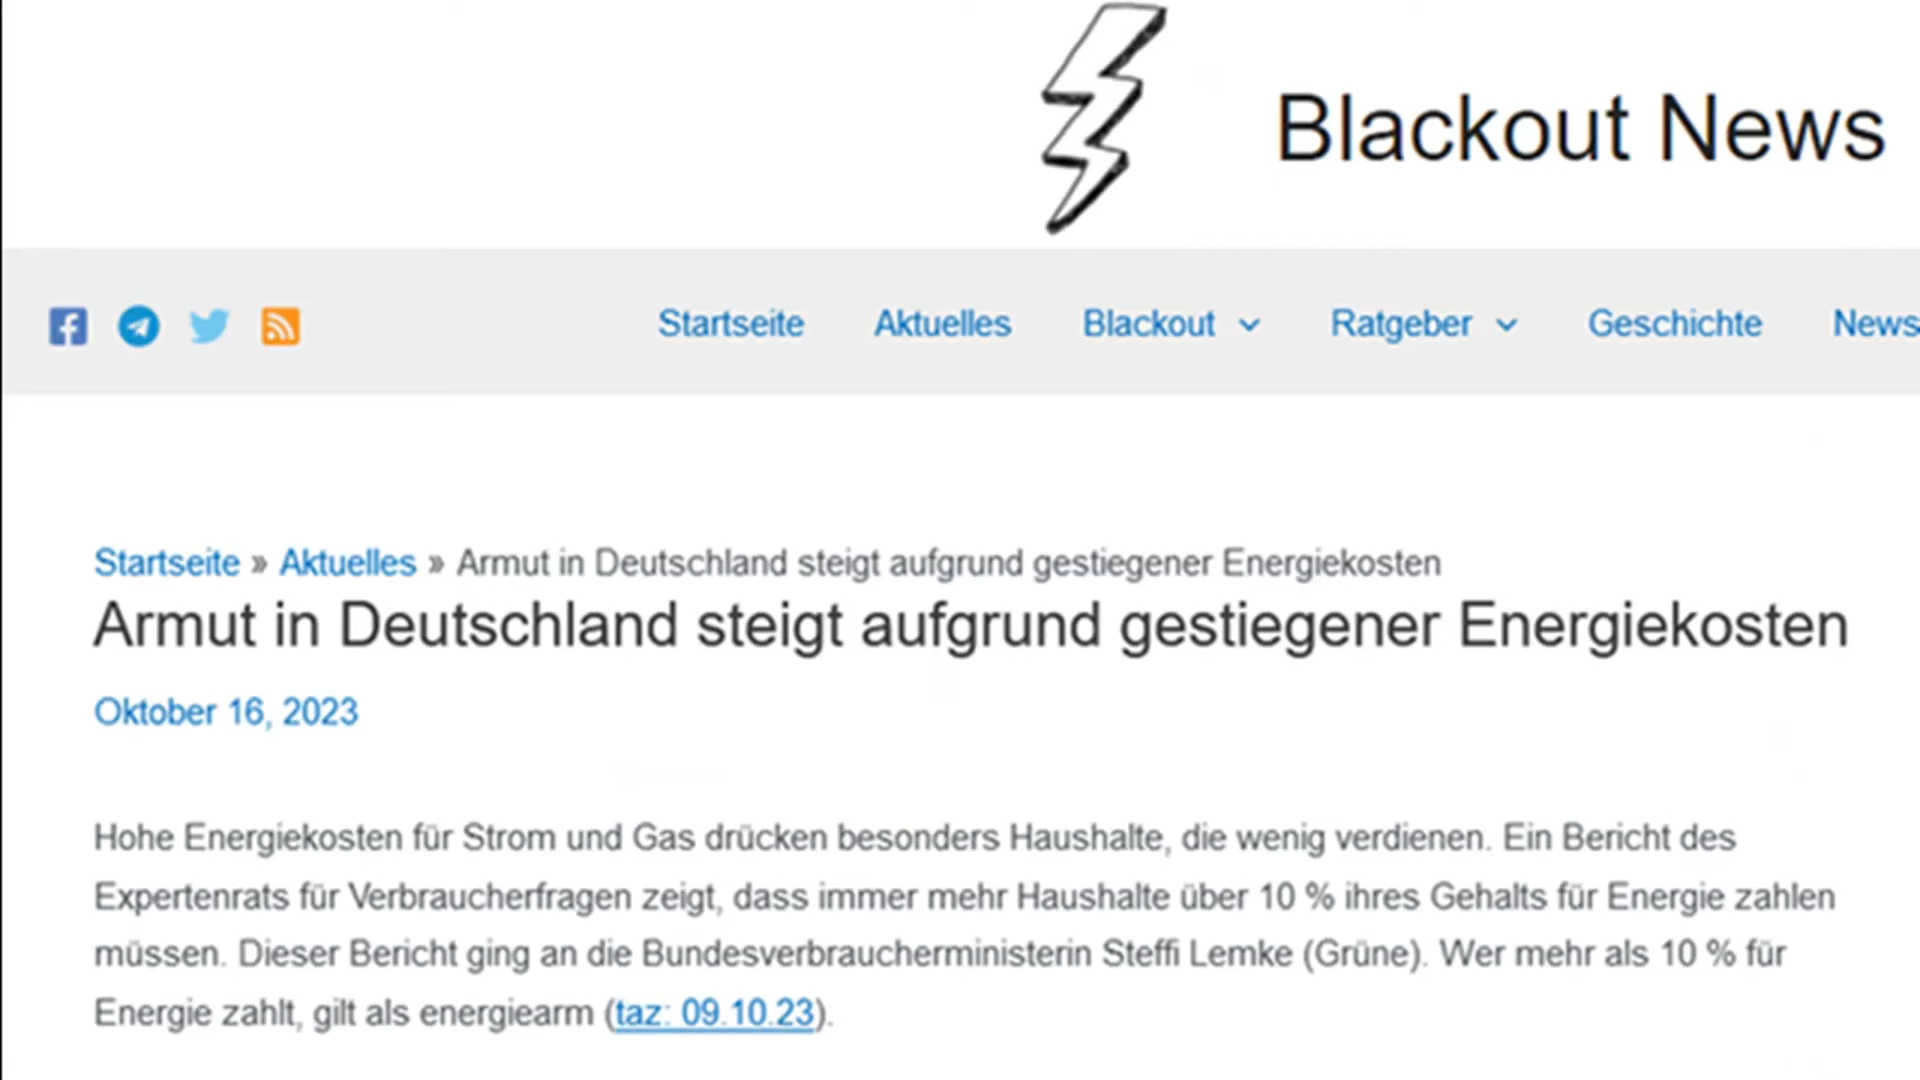 Blackout News
Startseite Aktuelles Blackout Ratgeber Geschichte News
Startseite » Aktuelles » Armut in Deutschland steigt aufgrund gestiegener Energiekosten
Armut in Deutschland steigt aufgrund gestiegener Energiekosten
Oktober 16, 2023
Hohe Energiekosten für Strom und Gas drücken besonders Haushalte, die wenig verdienen. Ein Bericht des
Expertenrats für Verbraucherfragen zeigt, dass immer mehr Haushalte über 10 % ihres Gehalts für Energie zahlen
müssen. Dieser Bericht ging an die Bundesverbraucherministerin Steffi Lemke (Grüne). Wer mehr als 10 % für
Energie zahlt, gilt als energiearm (taz: 09.10.23).